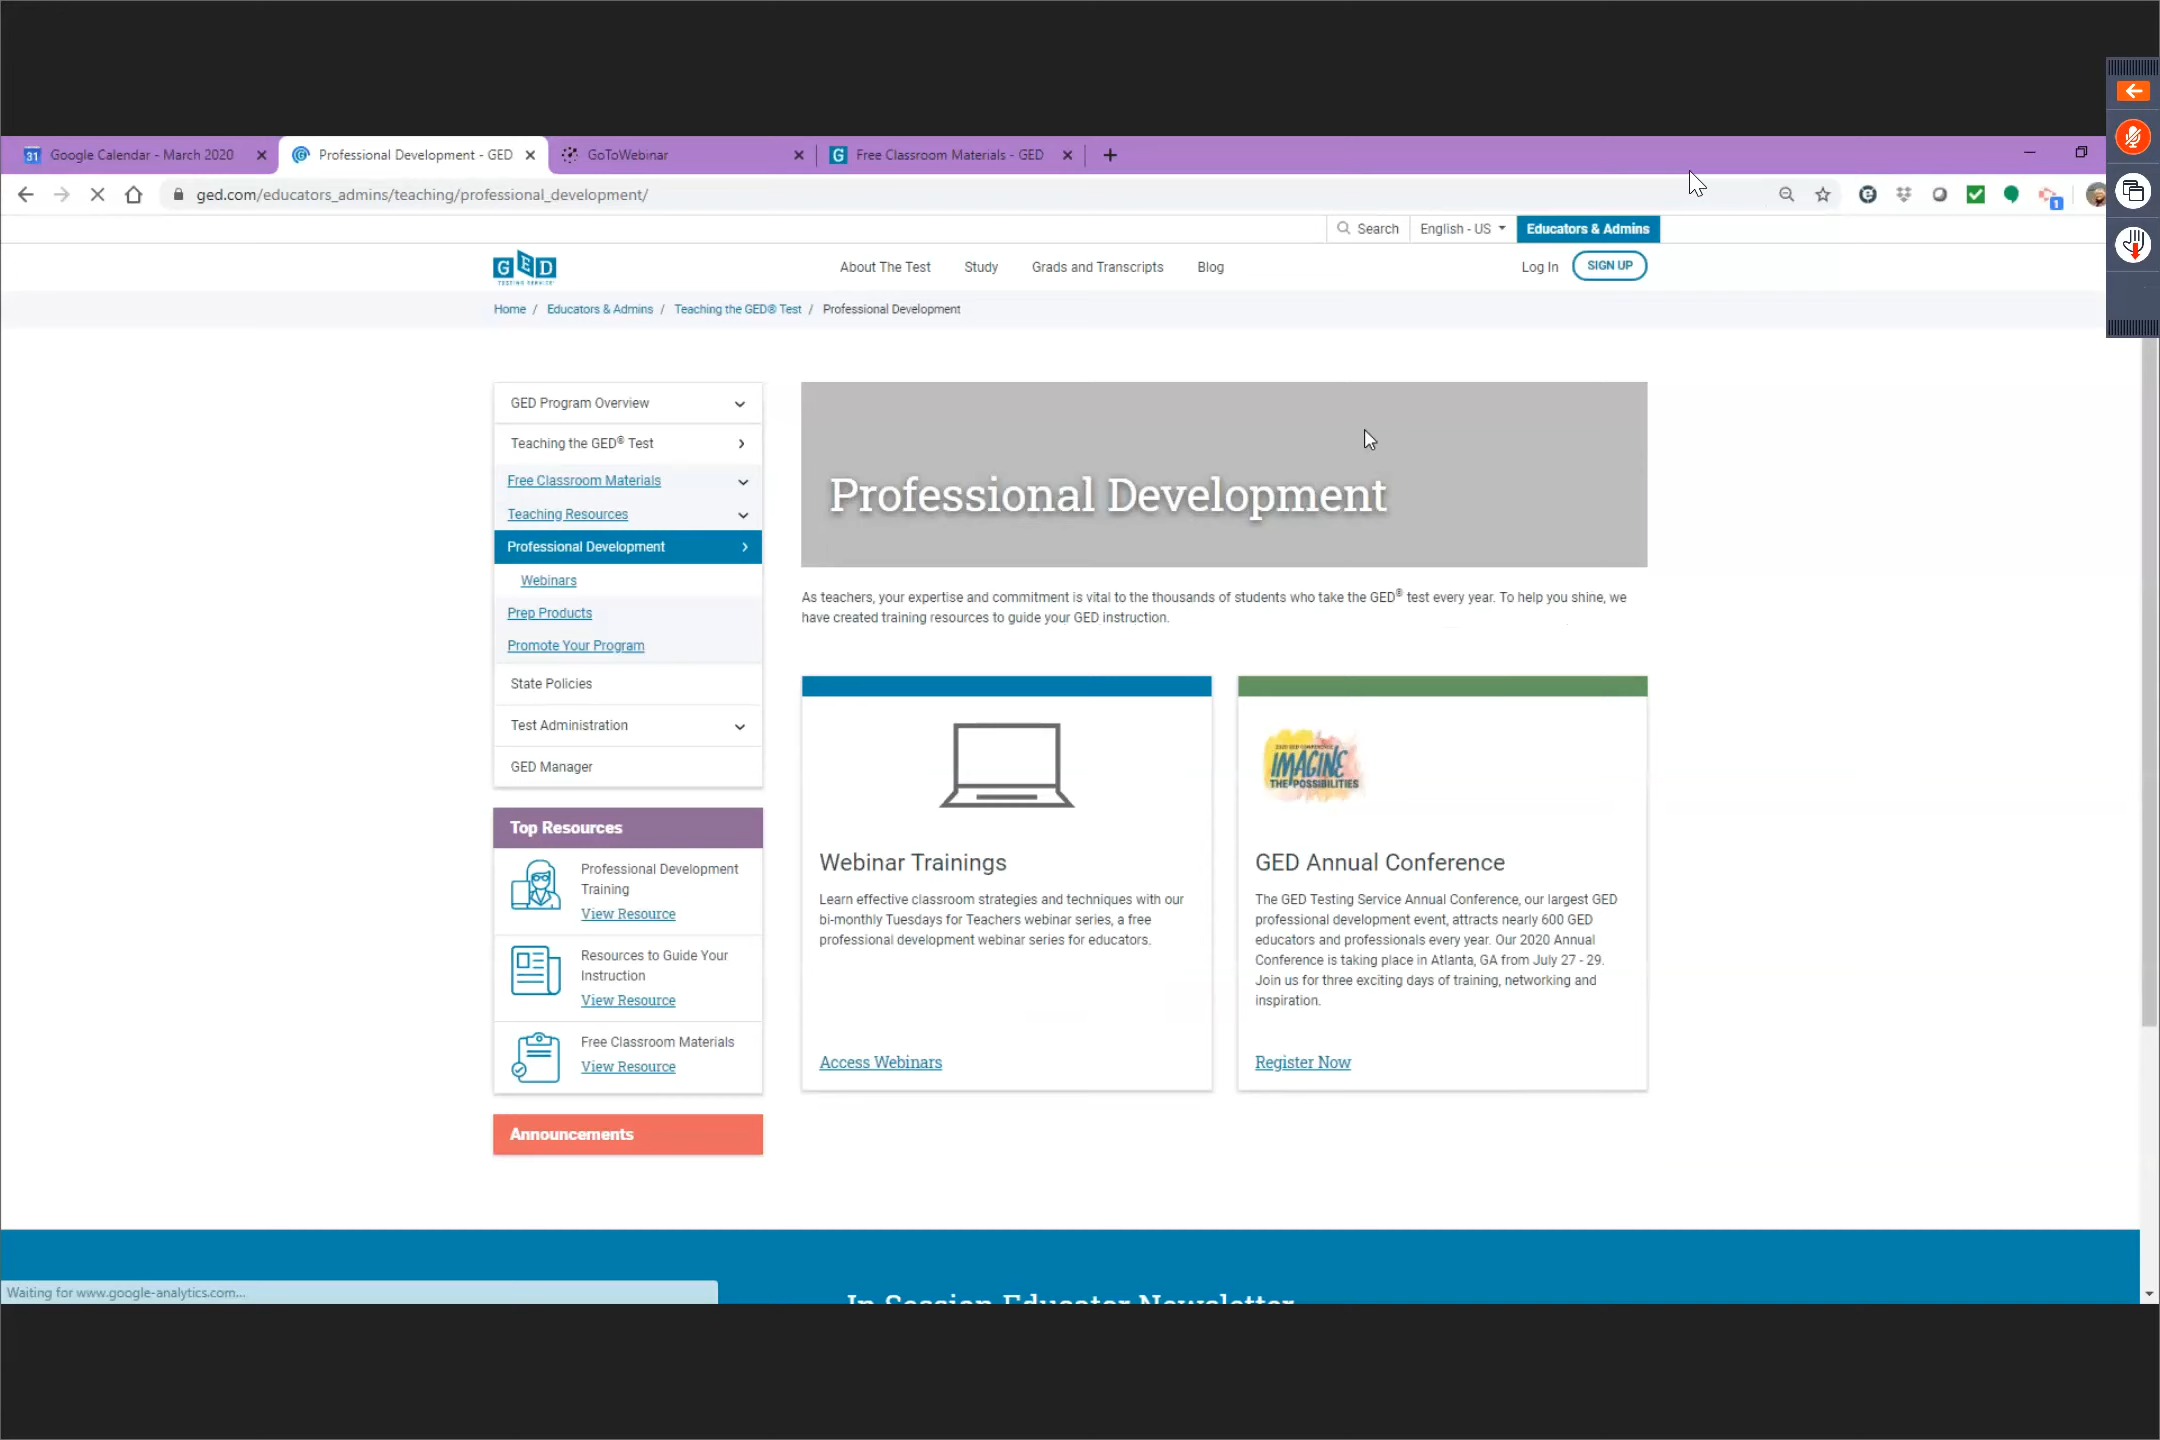 Google Calendar - March 2020
Professional Development - GED
GoToWebinar
Free Classroom Materials - GED
ged.com/educators_admins/teaching/professional_development/
Search
English - US
Educators & Admins
GED
TESTING SERVICE
About The Test
Study
Grads and Transcripts
Blog
Log In
SIGN UP
Home / Educators & Admins / Teaching the GED® Test / Professional Development
GED Program Overview
Teaching the GED® Test
Free Classroom Materials
Teaching Resources
Professional Development
Webinars
Prep Products
Promote Your Program
State Policies
Test Administration
GED Manager
Top Resources
Professional Development
Training
View Resource
Resources to Guide Your
Instruction
View Resource
Free Classroom Materials
View Resource
Announcements
Professional Development
As teachers, your expertise and commitment is vital to the thousands of students who take the GED® test every year. To help you shine, we
have created training resources to guide your GED instruction.
Webinar Trainings
Learn effective classroom strategies and techniques with our
bi-monthly Tuesdays for Teachers webinar series, a free
professional development webinar series for educators.
Access Webinars
2020 GED CONFERENCE
IMAGINE
THE POSSIBILITIES
GED Annual Conference
The GED Testing Service Annual Conference, our largest GED
professional development event, attracts nearly 600 GED
educators and professionals every year. Our 2020 Annual
Conference is taking place in Atlanta, GA from July 27 - 29.
Join us for three exciting days of training, networking and
inspiration.
Register Now
In Session Educator Newsletter
Waiting for www.google-analytics.com...